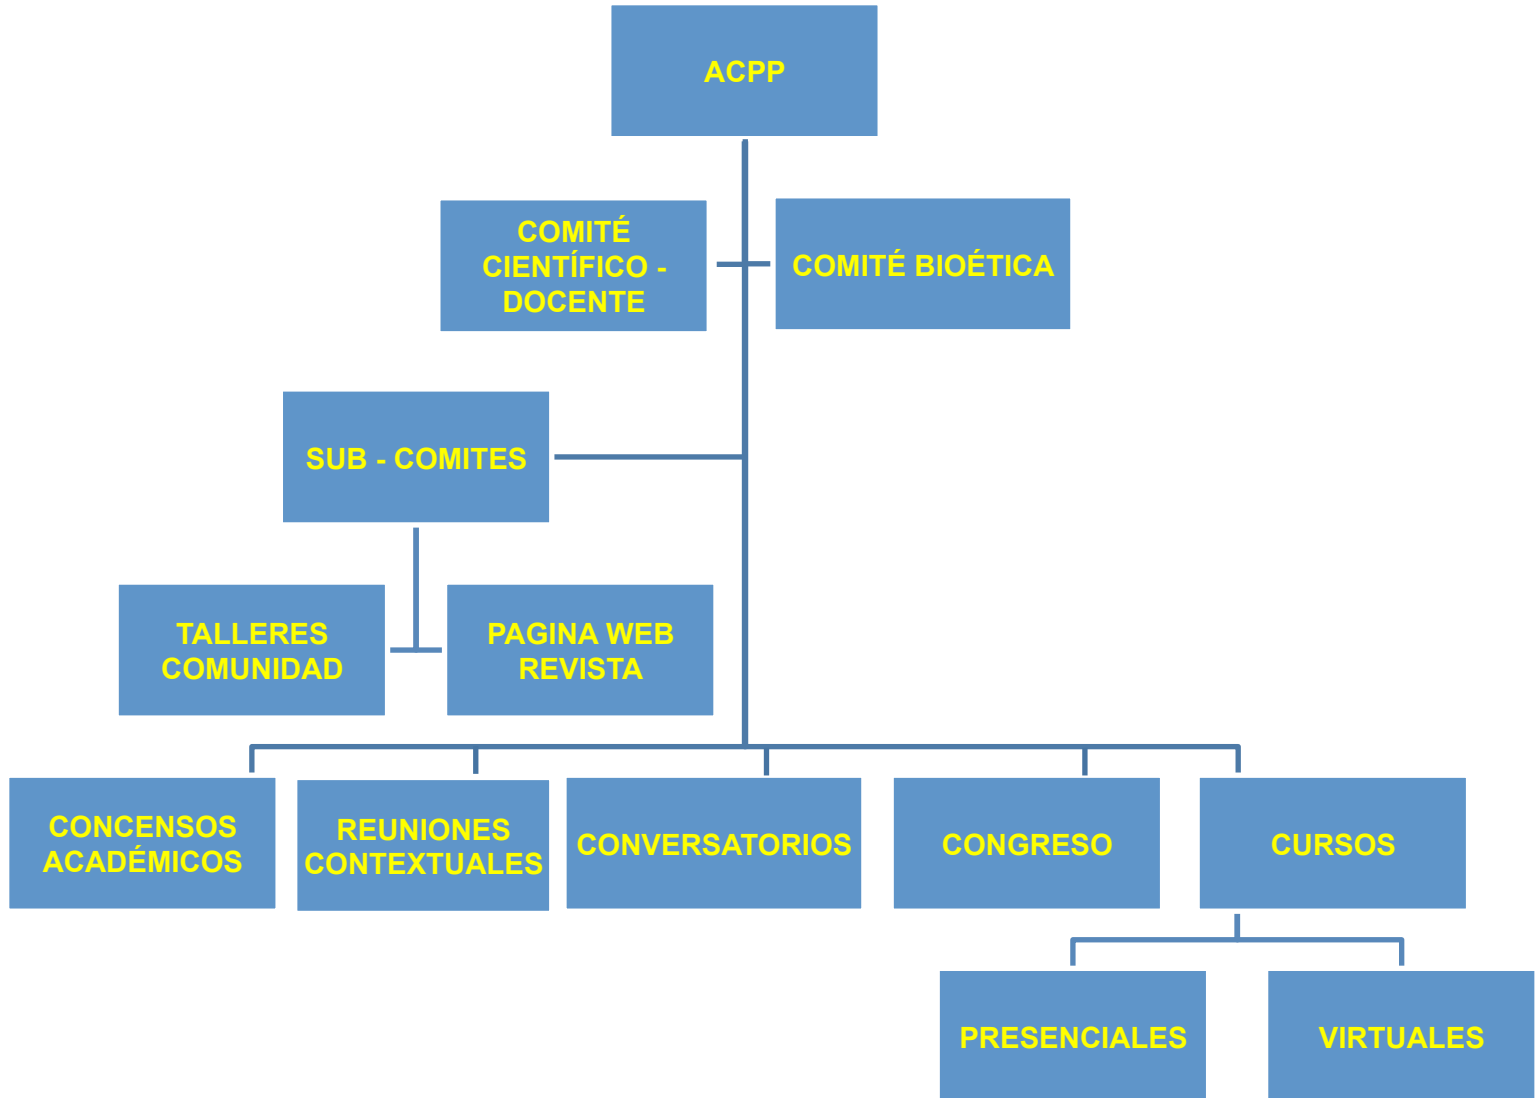 ACPP
COMITÉ
CIENTÍFICO -
DOCENTE
COMITÉ BIOÉTICA
SUB - COMITES
TALLERES
COMUNIDAD
PAGINA WEB
REVISTA
CONCENSOS
ACADÉMICOS
REUNIONES
CONTEXTUALES
CONVERSATORIOS
CONGRESO
CURSOS
PRESENCIALES
VIRTUALES